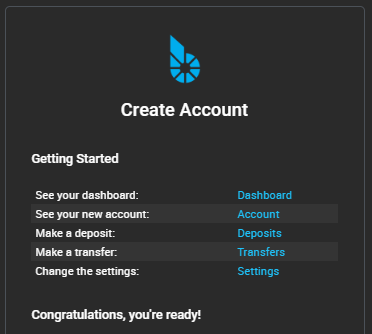 Create Account
Getting Started
See your dashboard: Dashboard
See your new account: Account
Make a deposit: Deposits
Make a transfer: Transfers
Change the settings: Settings
Congratulations, you're ready!